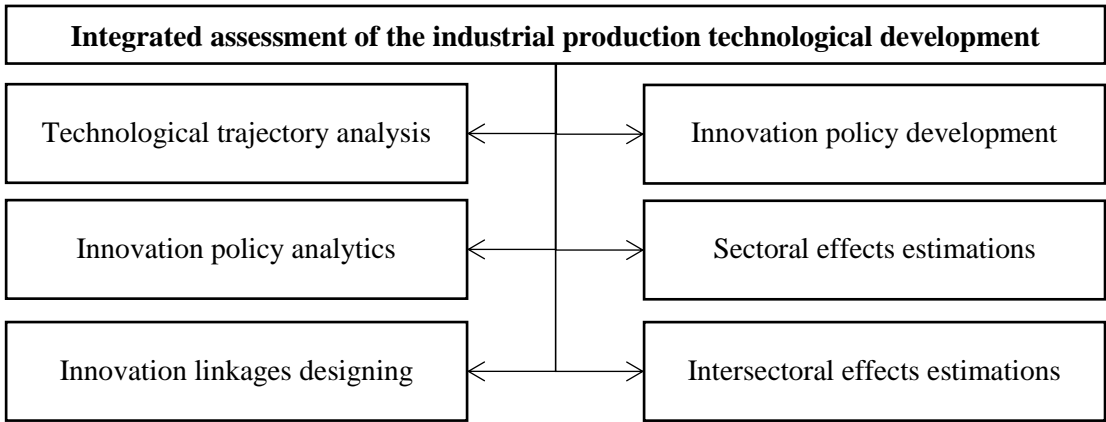 Integrated assessment of the industrial production technological development
Technological trajectory analysis
Innovation policy development
Innovation policy analytics
Sectoral effects estimations
Innovation linkages designing
Intersectoral effects estimations